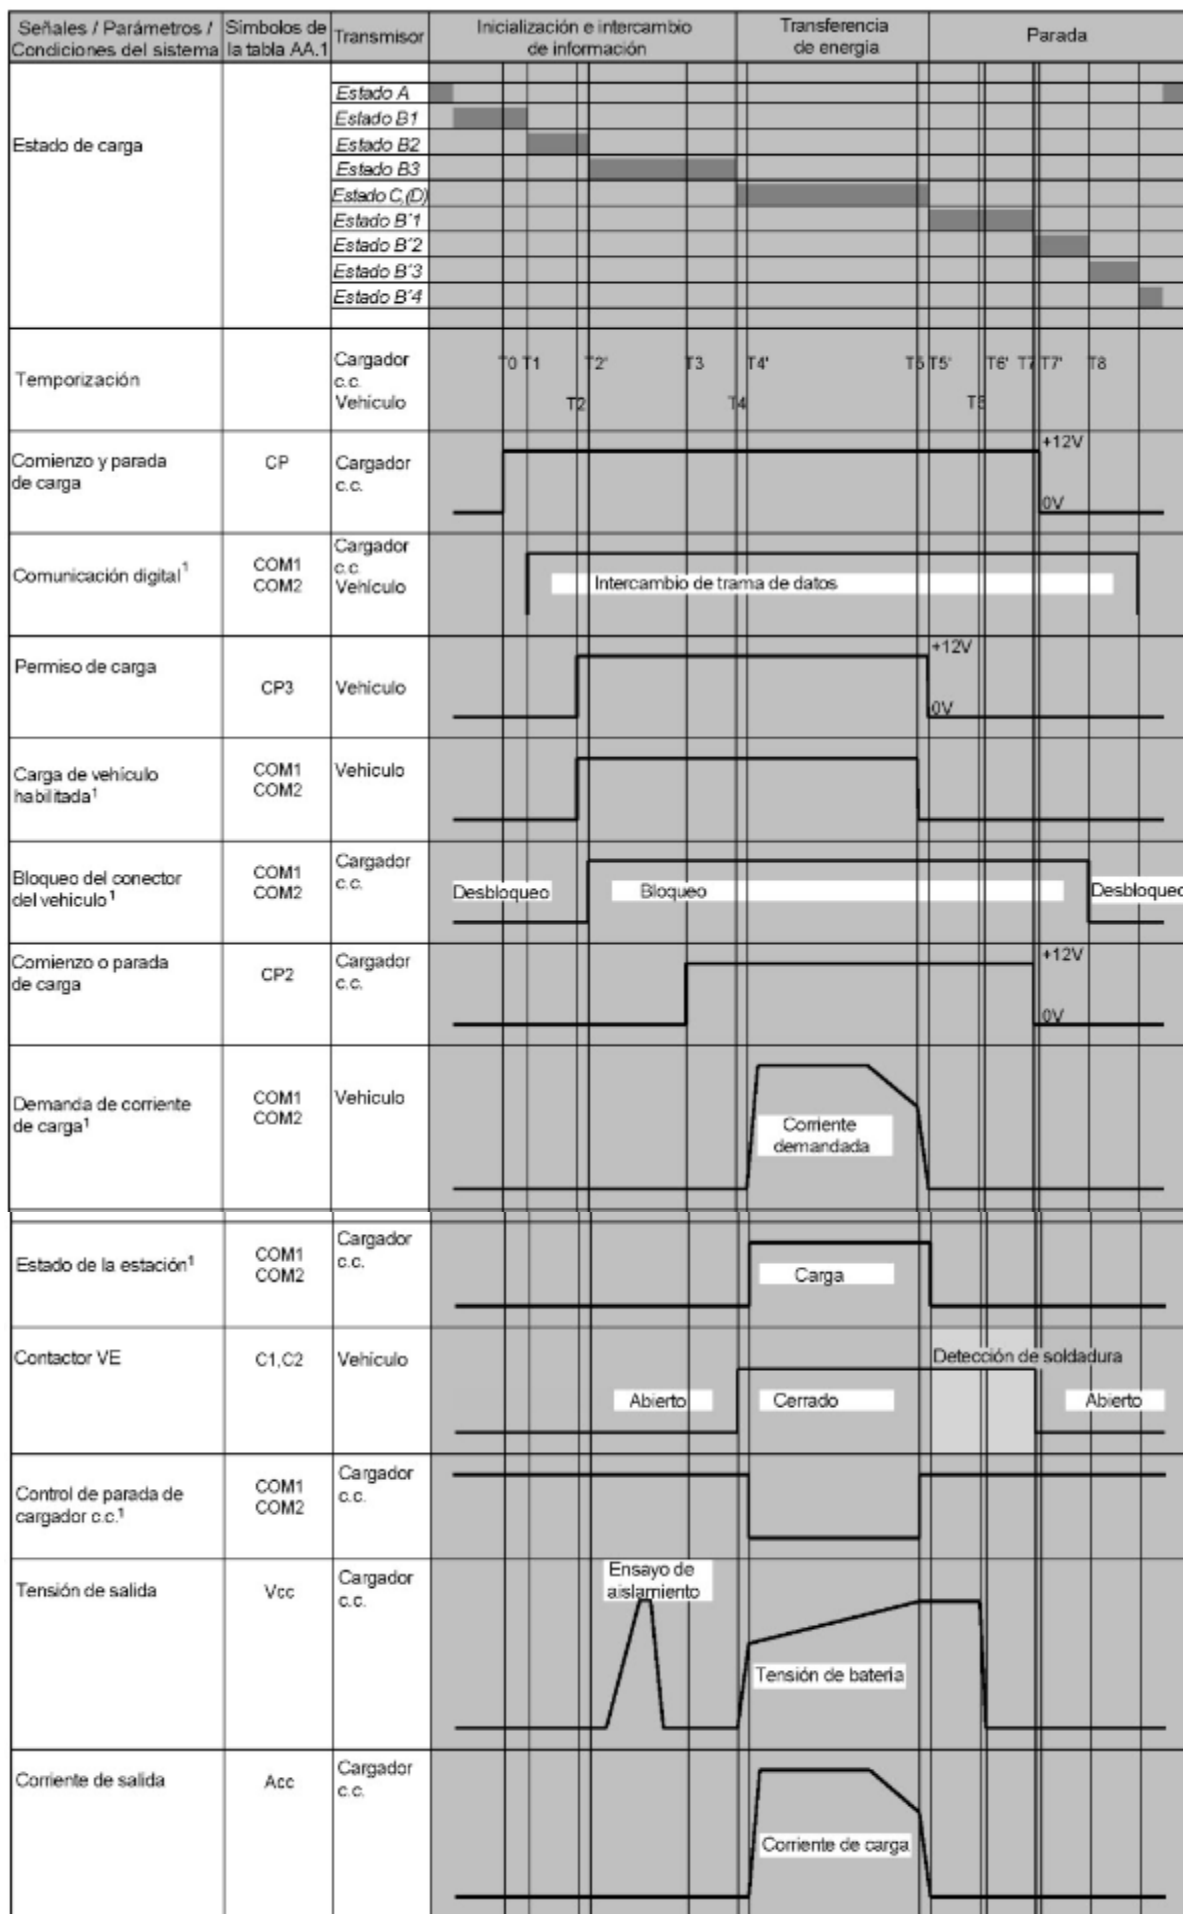 Señales / Parámetros /
Condiciones del sistema
Símbolos de
la tabla AA.1
Transmisor
Inicialización e intercambio
de información
Transferencia
de energía
Parada
Estado de carga
Estado A
Estado B1
Estado B2
Estado B3
Estado C,(D)
Estado B'1
Estado B'2
Estado B'3
Estado B'4
Temporización
Cargador
c.c.
Vehículo
T0 T1 T2' T3 T4' T5 T5' T6' T7 T7' T8
T2 T4
Comienzo y parada
de carga
CP
Cargador
c.c.
+12V
0V
Comunicación digital¹
COM1
COM2
Cargador
c.c.
Vehículo
Intercambio de trama de datos
Permiso de carga
CP3
Vehículo
+12V
0V
Carga de vehículo
habilitada¹
COM1
COM2
Vehículo
Bloqueo del conector
del vehículo¹
COM1
COM2
Cargador
c.c.
Desbloqueo
Bloqueo
Desbloqueo
Comienzo o parada
de carga
CP2
Cargador
c.c.
+12V
0V
Demanda de corriente
de carga¹
COM1
COM2
Vehículo
Corriente
demandada
Estado de la estación¹
COM1
COM2
Cargador
c.c.
Carga
Contactor VE
C1,C2
Vehículo
Abierto
Cerrado
Detección de soldadura
Abierto
Control de parada de
cargador c.c.¹
COM1
COM2
Cargador
c.c.
Tensión de salida
Vcc
Cargador
c.c.
Ensayo de
aislamiento
Tensión de batería
Corriente de salida
Acc
Cargador
c.c.
Corriente de carga